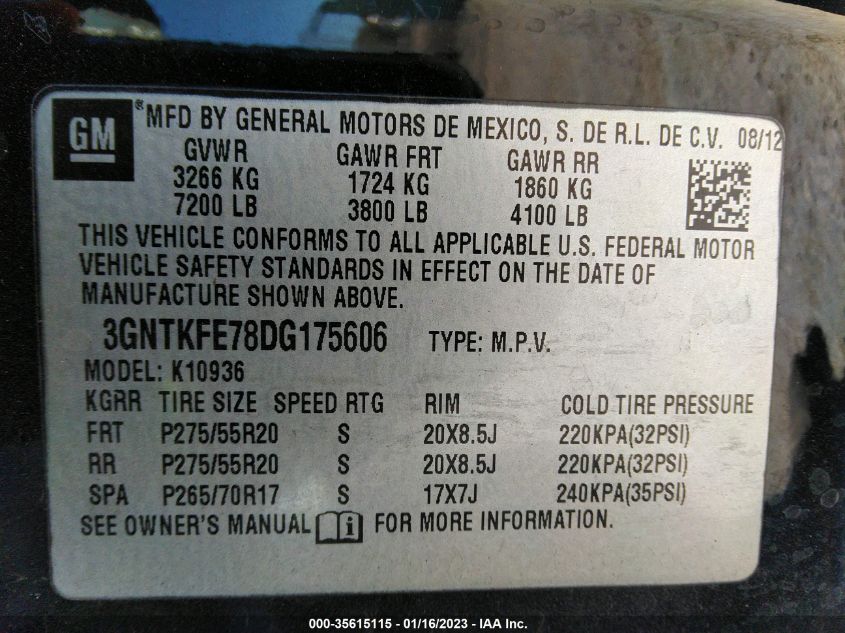 GM ® MFD BY GENERAL MOTORS DE MEXICO, S. DE R.L. DE C.V. 08/12
GVWR GAWR FRT GAWR RR
3266 KG 1724 KG 1860 KG
7200 LB 3800 LB 4100 LB
THIS VEHICLE CONFORMS TO ALL APPLICABLE U.S. FEDERAL MOTOR
VEHICLE SAFETY STANDARDS IN EFFECT ON THE DATE OF
MANUFACTURE SHOWN ABOVE.
3GNTKFE78DG175606 TYPE: M.P.V.
MODEL: K10936
KGRR TIRE SIZE SPEED RTG RIM COLD TIRE PRESSURE
FRT P275/55R20 S 20X8.5J 220KPA(32PSI)
RR P275/55R20 S 20X8.5J 220KPA(32PSI)
SPA P265/70R17 S 17X7J 240KPA(35PSI)
SEE OWNER'S MANUAL i FOR MORE INFORMATION.
000-35615115 - 01/16/2023 - © IAA Inc.